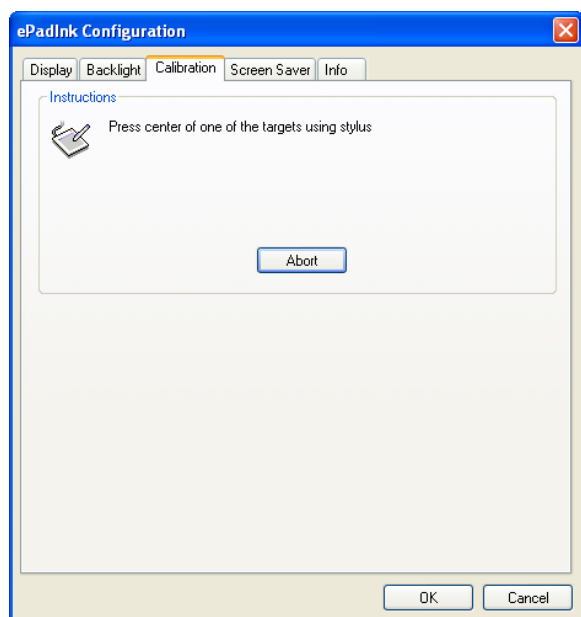 ePadInk Configuration
Display Backlight Calibration Screen Saver Info
Instructions
Press center of one of the targets using stylus
Abort
OK Cancel